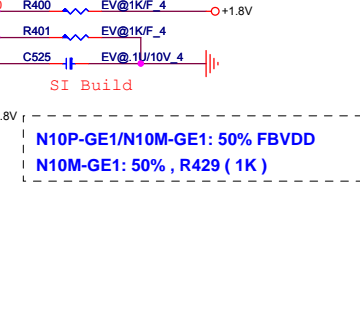 R400 EV@1K/F_4 +1.8V
R401 EV@1K/F_4
C525 EV@.1U/10V_4
SI Build
.8V
N10P-GE1/N10M-GE1: 50% FBVDD
N10M-GE1: 50% , R429 ( 1K )